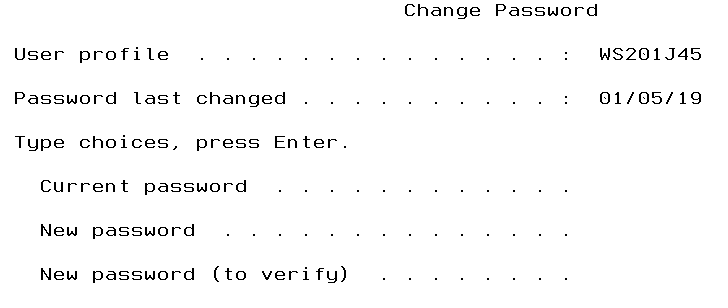 Change Password
User profile . . . . . . . . . . . . . . . : WS201J45
Password last changed . . . . . . . . . . . : 01/05/19
Type choices, press Enter.
Current password . . . . . . . . . . . .
New password . . . . . . . . . . . . . .
New password (to verify) . . . . . . . .